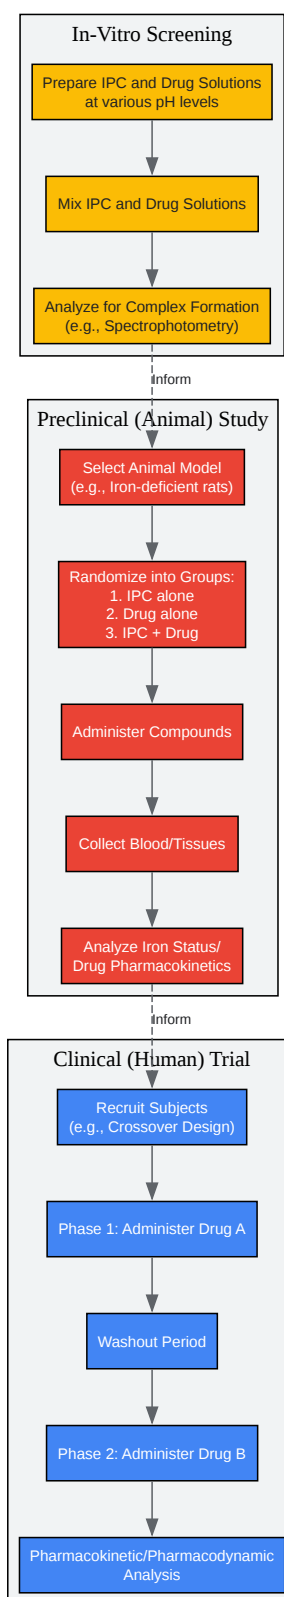 In-Vitro Screening
Prepare IPC and Drug Solutions
at various pH levels
Mix IPC and Drug Solutions
Analyze for Complex Formation
(e.g., Spectrophotometry)
Inform
Preclinical (Animal) Study
Select Animal Model
(e.g., Iron-deficient rats)
Randomize into Groups:
1. IPC alone
2. Drug alone
3. IPC + Drug
Administer Compounds
Collect Blood/Tissues
Analyze Iron Status/
Drug Pharmacokinetics
Inform
Clinical (Human) Trial
Recruit Subjects
(e.g., Crossover Design)
Phase 1: Administer Drug A
Washout Period
Phase 2: Administer Drug B
Pharmacokinetic/Pharmacodynamic
Analysis